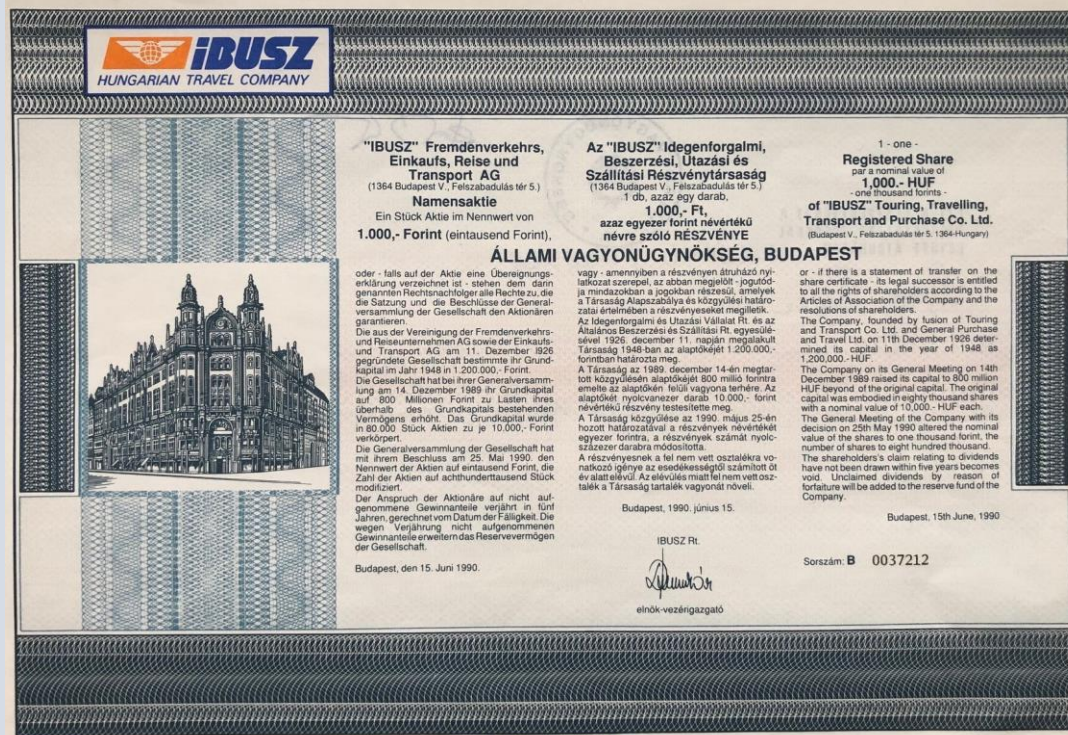 iBUSZ
HUNGARIAN TRAVEL COMPANY
"IBUSZ" Fremdenverkehrs,
Einkaufs, Reise und
Transport AG
(1364 Budapest V., Felszabadulás tér 5.)
Namensaktie
Ein Stück Aktie im Nennwert von
1.000,- Forint (eintausend Forint),
Az "IBUSZ" Idegenforgalmi,
Beszerzési, Utazási és
Szállítási Részvénytársaság
(1364 Budapest V., Felszabadulás tér 5.)
1 db, azaz egy darab,
1.000,- Ft,
azaz egyezer forint névértékű
névre szóló RÉSZVÉNYE
1 - one -
Registered Share
par a nominal value of
1,000.- HUF
- one thousand forints -
of "IBUSZ" Touring, Travelling,
Transport and Purchase Co. Ltd.
(Budapest V., Felszabadulás tér 5. 1364-Hungary)
ÁLLAMI VAGYONÜGYNÖKSÉG, BUDAPEST
oder - falls auf der Aktie eine Übereignungs-
erklärung verzeichnet ist - stehen dem darin
genannten Rechtsnachfolger alle Rechte zu, die
die Satzung und die Beschlüsse der General-
versammlung der Gesellschaft den Aktionären
garantieren.
Die aus der Vereinigung der Fremdenverkehrs-
und Reiseunternehmen AG sowie der Einkaufs-
und Transport AG am 11. Dezember 1926
gegründete Gesellschaft bestimmte ihr Grund-
kapital im Jahr 1948 in 1.200.000,- Forint.
Die Gesellschaft hat bei ihrer Generalversamm-
lung am 14. Dezember 1989 ihr Grundkapital
auf 800 Millionen Forint zu Lasten ihres
überhalb des Grundkapitals bestehenden
Vermögens erhöht. Das Grundkapital wurde
in 80.000 Stück Aktien zu je 10.000,- Forint
verkörpert.
Die Generalversammlung der Gesellschaft hat
mit ihrem Beschluss am 25. Mai 1990. den
Nennwert der Aktien auf eintausend Forint, die
Zahl der Aktien auf achthunderttausend Stück
modifiziert.
Der Anspruch der Aktionäre auf nicht auf-
genommene Gewinnanteile verjährt in fünf
Jahren, gerechnet vom Datum der Fälligkeit. Die
wegen Verjährung nicht aufgenommenen
Gewinnanteile erweitern das Reservevermögen
der Gesellschaft.
Budapest, den 15. Juni 1990.
vagy - amennyiben a részvényen átruházó nyi-
latkozat szerepel, az abban megjelölt - jogutód-
ja mindazokban a jogokban részesül, amelyek
a Társaság Alapszabálya és közgyűlési határo-
zatai értelmében a részvényeseket megilletik.
Az Idegenforgalmi és Utazási Vállalat Rt. és az
Általános Beszerzési és Szállítási Rt. egyesülé-
sével 1926. december 11. napján megalakult
Társaság 1948-ban az alaptőkéjét 1.200.000,-
forintban határozta meg.
A Társaság az 1989. december 14-én megtar-
tott közgyűlésén alaptőkéjét 800 millió forintra
emelte az alaptőkén felüli vagyona terhére. Az
alaptőkét nyolcvanezer darab 10.000,- forint
névértékű részvény testesítette meg.
A Társaság közgyűlése az 1990. május 25-én
hozott határozatával a részvények névértékét
egyezer forintra, a részvények számát nyolc-
százezer darabra módosította.
A részvényesnek a fel nem vett osztalékra vo-
natkozó igénye az esedékességtől számított öt
év alatt elévül. Az elévülés miatt fel nem vett osz-
talék a Társaság tartalék vagyonát növeli.
Budapest, 1990. június 15.
IBUSZ Rt.
elnök-vezérigazgató
or - if there is a statement of transfer on the
share certificate - its legal successor is entitled
to all the rights of shareholders according to the
Articles of Association of the Company and the
resolutions of shareholders.
The Company, founded by fusion of Touring
and Transport Co. Ltd. and General Purchase
and Travel Ltd. on 11th December 1926 deter-
mined its capital in the year of 1948 as
1,200.000,- HUF.
The Company on its General Meeting on 14th
December 1989 raised its capital to 800 million
HUF beyond of the original capital. The original
capital was embodied in eighty thousand shares
with a nominal value of 10,000.- HUF each.
The General Meeting of the Company with its
decision on 25th May 1990 altered the nominal
value of the shares to one thousand forint, the
number of shares to eight hundred thousand.
The shareholders's claim relating to dividends
have not been drawn within five years becomes
void. Unclaimed dividends by reason of
forfaiture will be added to the reserve fund of the
Company.
Budapest, 15th June, 1990
Sorszám: B 0037212